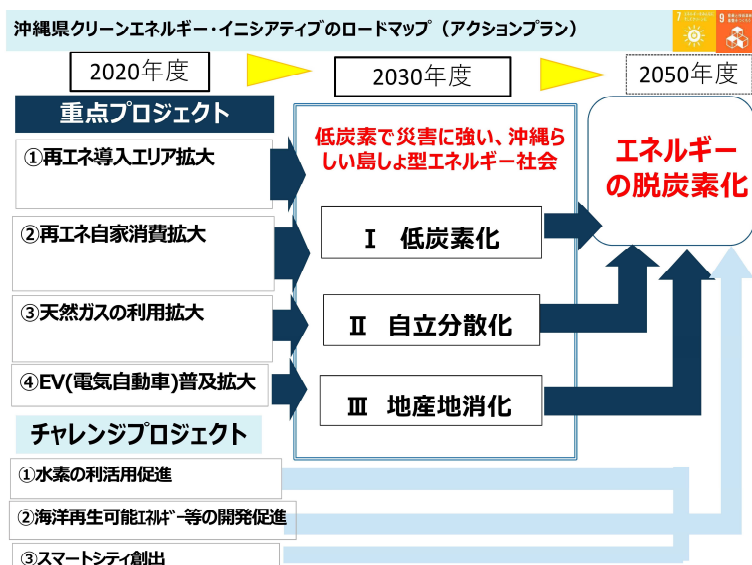 沖縄県クリーンエネルギー・イニシアティブのロードマップ（アクションプラン）
7
9
2020年度
2030年度
2050年度
重点プロジェクト
①再エネ導入エリア拡大
②再エネ自家消費拡大
③天然ガスの利用拡大
④EV(電気自動車)普及拡大
低炭素で災害に強い、沖縄ら
しい島しょ型エネルギー社会
Ⅰ 低炭素化
Ⅱ 自立分散化
Ⅲ 地産地消化
エネルギー
の脱炭素化
チャレンジプロジェクト
①水素の利活用促進
②海洋再生可能ｴﾈﾙｷﾞｰ等の開発促進
③スマートシティ創出